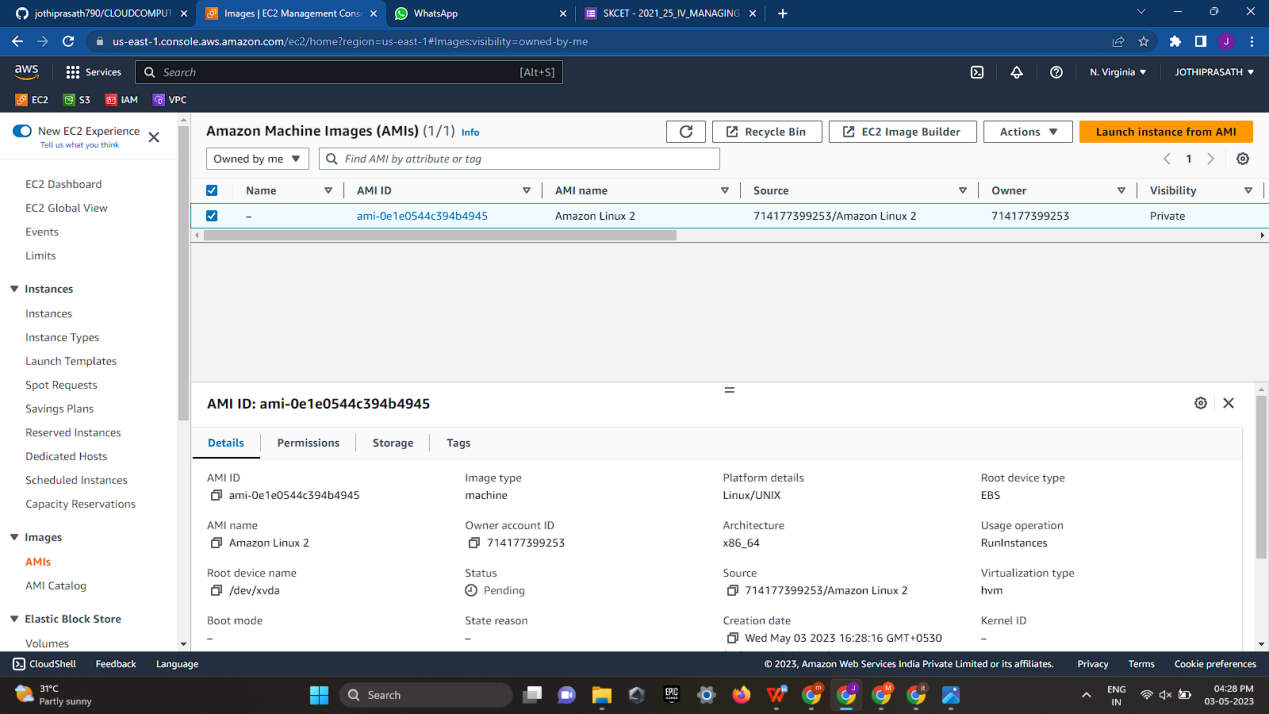 jothiprasath790/CLOUDCOMPUT
Images | EC2 Management Cons
WhatsApp
SKCET - 2021_25_IV_MANAGING
us-east-1.console.aws.amazon.com/ec2/home?region=us-east-1#Images:visibility=owned-by-me
J
aws
Services
Search
[Alt+S]
N. Virginia
JOTHIPRASATH
EC2
S3
IAM
VPC
New EC2 Experience
Tell us what you think
EC2 Dashboard
EC2 Global View
Events
Limits
Instances
Instances
Instance Types
Launch Templates
Spot Requests
Savings Plans
Reserved Instances
Dedicated Hosts
Scheduled Instances
Capacity Reservations
Images
AMIs
AMI Catalog
Elastic Block Store
Volumes
Amazon Machine Images (AMIs) (1/1) Info
Recycle Bin
EC2 Image Builder
Actions
Launch instance from AMI
Owned by me
Find AMI by attribute or tag
1
Name AMI ID AMI name Source Owner Visibility
– ami-0e1e0544c394b4945 Amazon Linux 2 714177399253/Amazon Linux 2 714177399253 Private
AMI ID: ami-0e1e0544c394b4945
Details Permissions Storage Tags
AMI ID Image type Platform details Root device type
ami-0e1e0544c394b4945 machine Linux/UNIX EBS
AMI name Owner account ID Architecture Usage operation
Amazon Linux 2 714177399253 x86_64 RunInstances
Root device name Status Source Virtualization type
/dev/xvda Pending 714177399253/Amazon Linux 2 hvm
Boot mode State reason Creation date Kernel ID
– – Wed May 03 2023 16:28:16 GMT+0530 –
CloudShell Feedback Language
© 2023, Amazon Web Services India Private Limited or its affiliates. Privacy Terms Cookie preferences
31°C
Partly sunny
Search
EPIC GAMES
ENG
IN
04:28 PM
03-05-2023